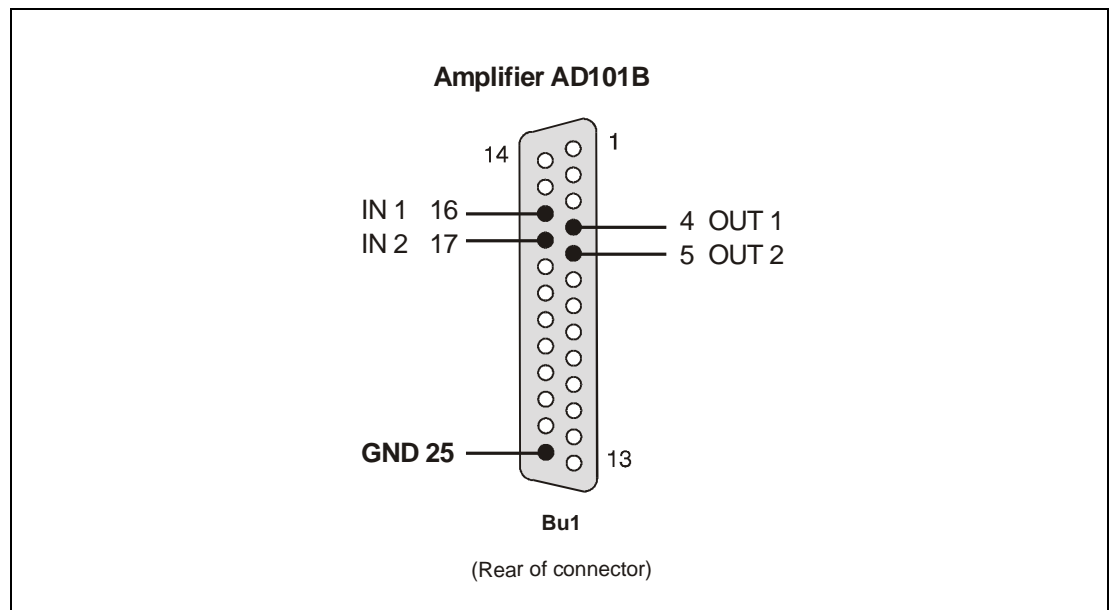 Amplifier AD101B
14 1
IN 1 16
4 OUT 1
IN 2 17
5 OUT 2
GND 25
13
Bu1
(Rear of connector)